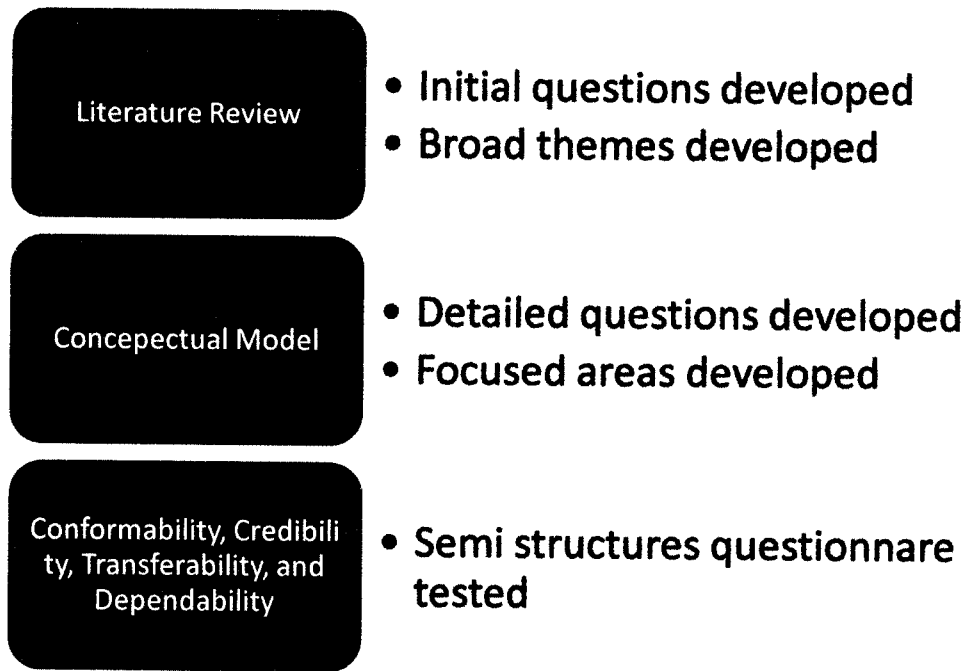 Literature Review
• Initial questions developed
• Broad themes developed
Concepectual Model
• Detailed questions developed
• Focused areas developed
Conformability, Credibili
ty, Transferability, and
Dependability
• Semi structures questionnare
tested